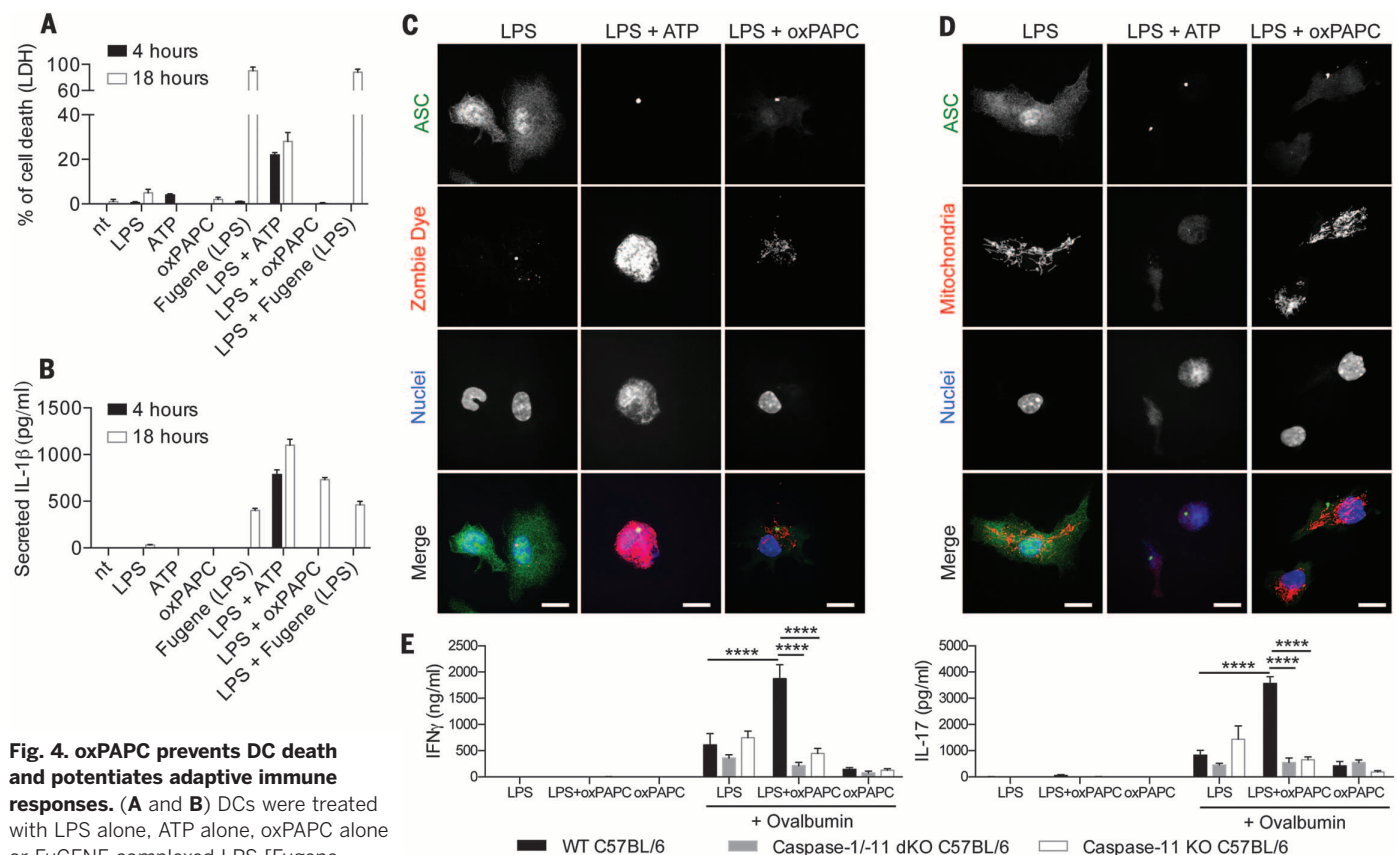 A
4 hours
18 hours
% of cell death (LDH)
100
60
40
20
0
nt
LPS
ATP
oxPAPC
Fugene (LPS)
LPS + ATP
LPS + oxPAPC
LPS + Fugene (LPS)
B
4 hours
18 hours
Secreted IL-1β (pg/ml)
1500
1000
500
0
nt
LPS
ATP
oxPAPC
Fugene (LPS)
LPS + ATP
LPS + oxPAPC
LPS + Fugene (LPS)
C
LPS
LPS + ATP
LPS + oxPAPC
ASC
Zombie Dye
Nuclei
Merge
D
LPS
LPS + ATP
LPS + oxPAPC
ASC
Mitochondria
Nuclei
Merge
E
IFNγ (ng/ml)
2500
2000
1500
1000
500
0
****
****
****
LPS
LPS+oxPAPC
oxPAPC
LPS
LPS+oxPAPC
oxPAPC
+ Ovalbumin
IL-17 (pg/ml)
5000
4000
3000
2000
1000
0
****
****
****
LPS
LPS+oxPAPC
oxPAPC
LPS
LPS+oxPAPC
oxPAPC
+ Ovalbumin
WT C57BL/6
Caspase-1/-11 dKO C57BL/6
Caspase-11 KO C57BL/6
Fig. 4. oxPAPC prevents DC death
and potentiates adaptive immune
responses. (A and B) DCs were treated
with LPS alone, ATP alone, oxPAPC alone
or FuGENE-complexed LPS [Fugene